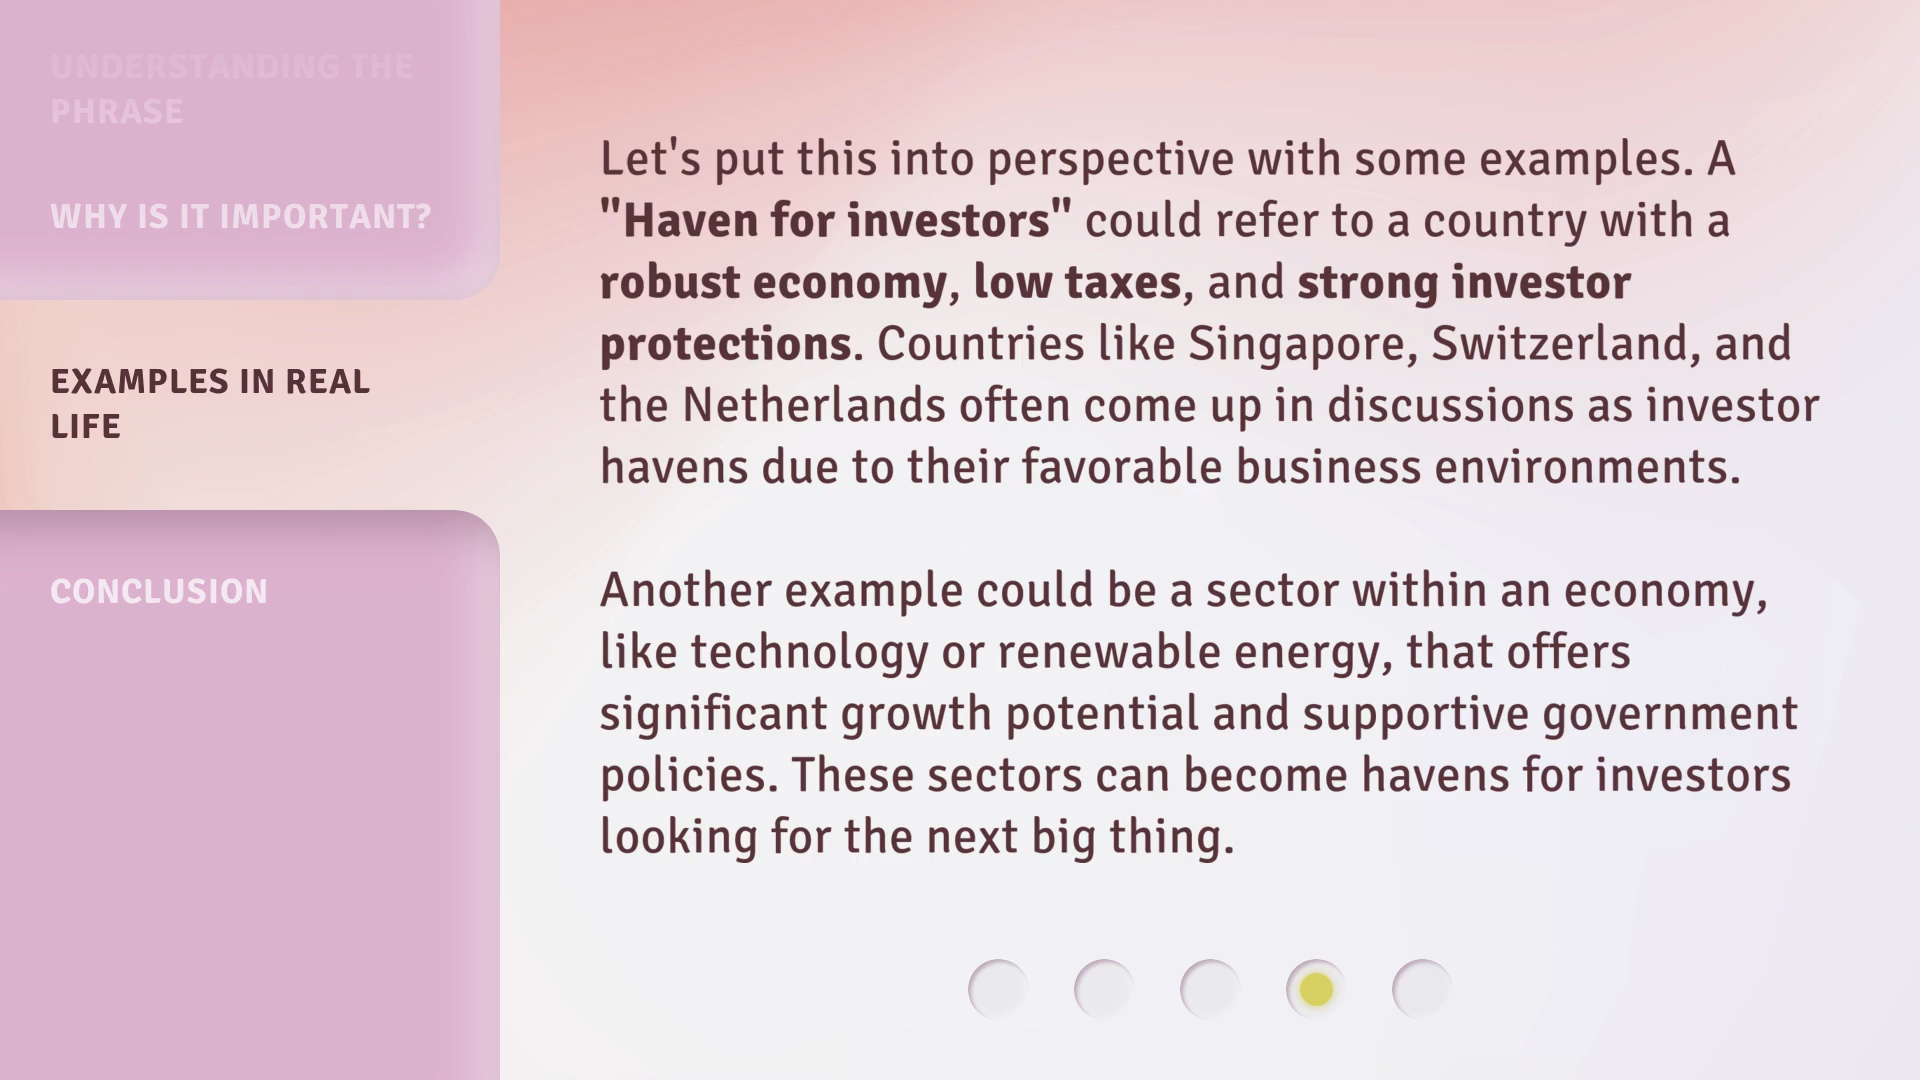 UNDERSTANDING THE
PHRASE
WHY IS IT IMPORTANT?
EXAMPLES IN REAL
LIFE
CONCLUSION
Let's put this into perspective with some examples. A
"Haven for investors" could refer to a country with a
robust economy, low taxes, and strong investor
protections. Countries like Singapore, Switzerland, and
the Netherlands often come up in discussions as investor
havens due to their favorable business environments.
Another example could be a sector within an economy,
like technology or renewable energy, that offers
significant growth potential and supportive government
policies. These sectors can become havens for investors
looking for the next big thing.